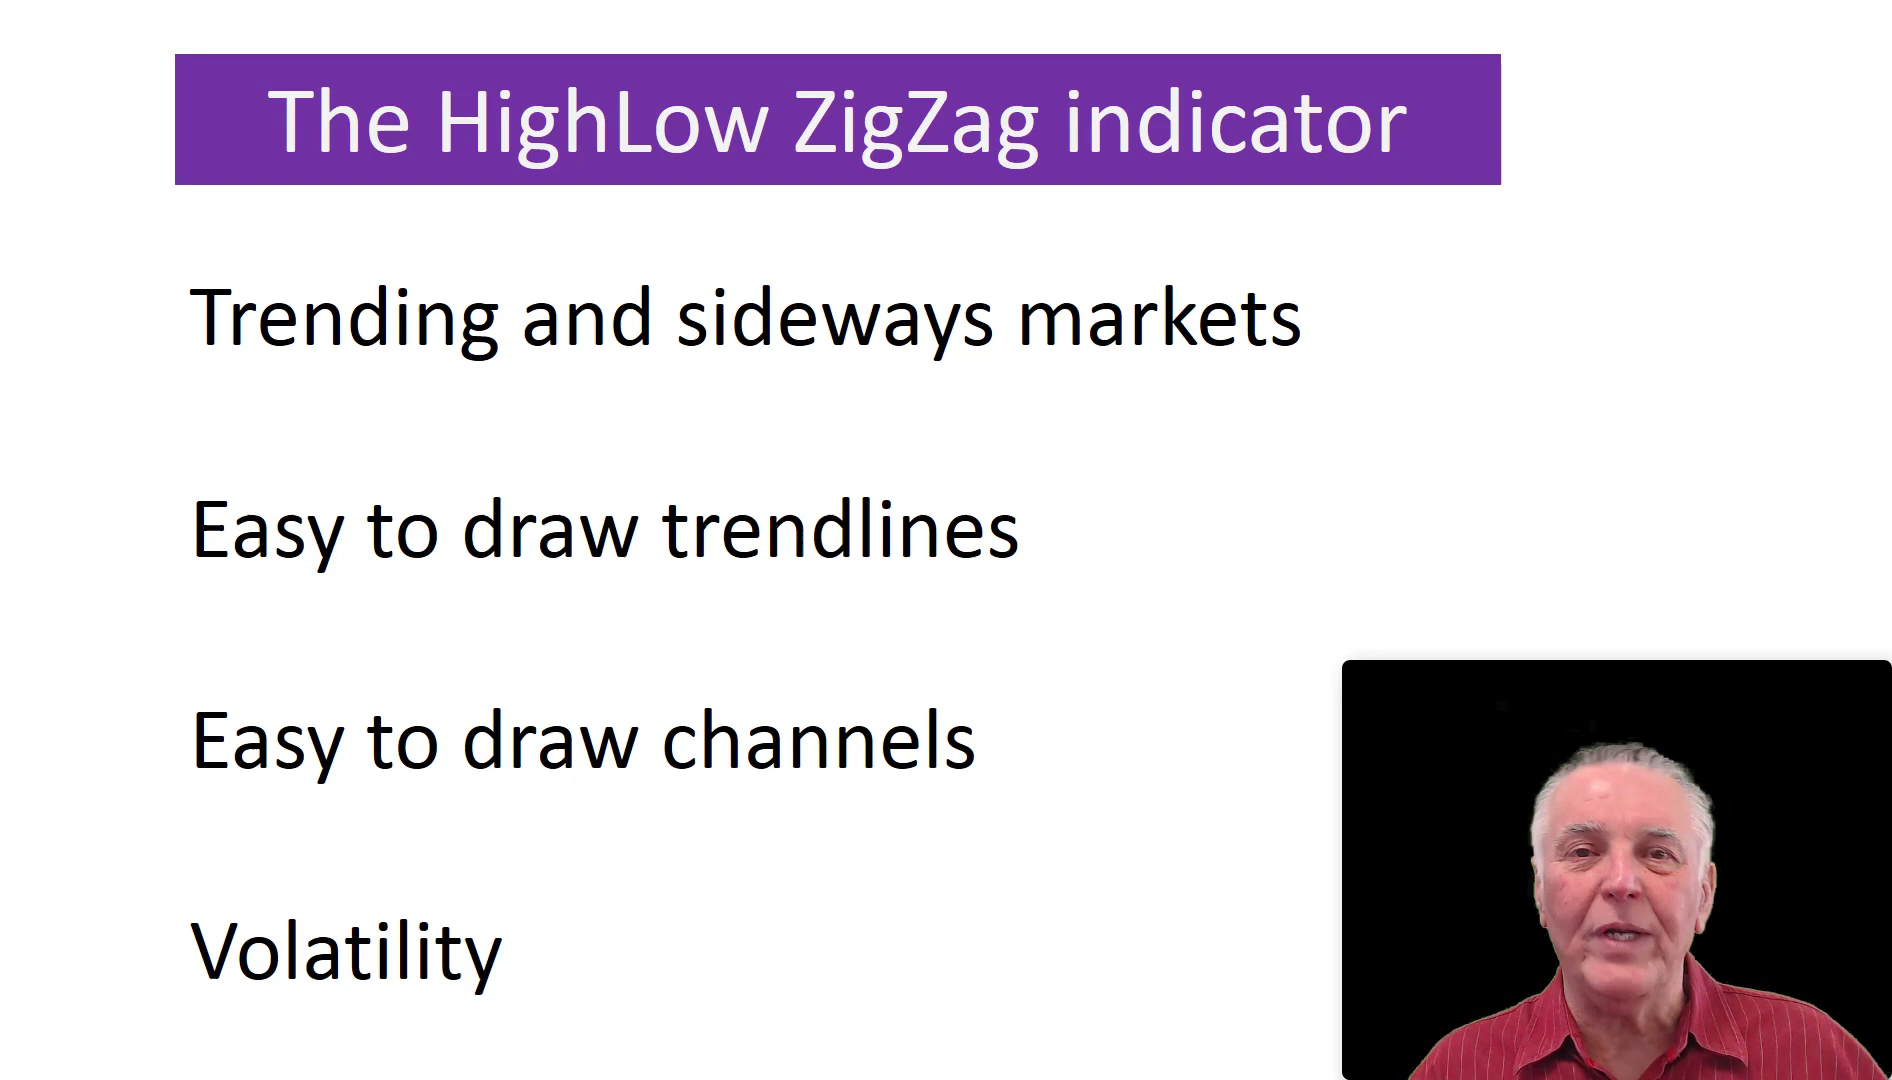 The HighLow ZigZag indicator
Trending and sideways markets
Easy to draw trendlines
Easy to draw channels
Volatility